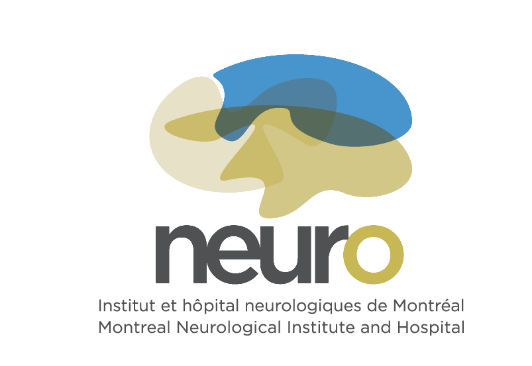 neuro
Institut et hôpital neurologiques de Montréal
Montreal Neurological Institute and Hospital